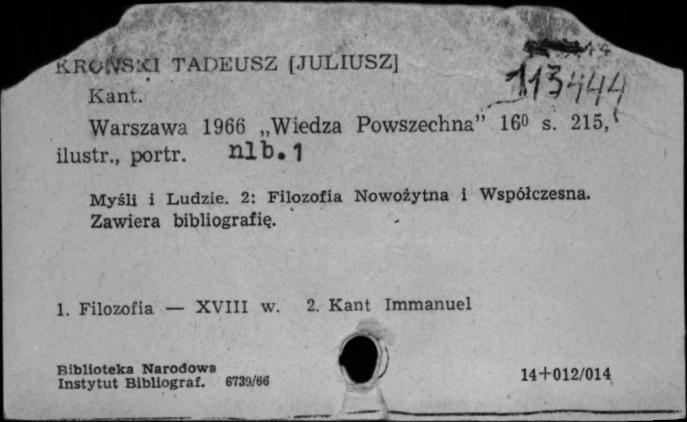 KROŃSKI TADEUSZ [JULIUSZ]
113444
Kant.
Warszawa 1966 „Wiedza Powszechna” 16⁰ s. 215,
ilustr., portr. nlb. 1
Myśli i Ludzie. 2: Filozofia Nowożytna i Współczesna.
Zawiera bibliografię.
1. Filozofia — XVIII w. 2. Kant Immanuel
Biblioteka Narodowa
Instytut Bibliograf. 6739/66
14+012/014